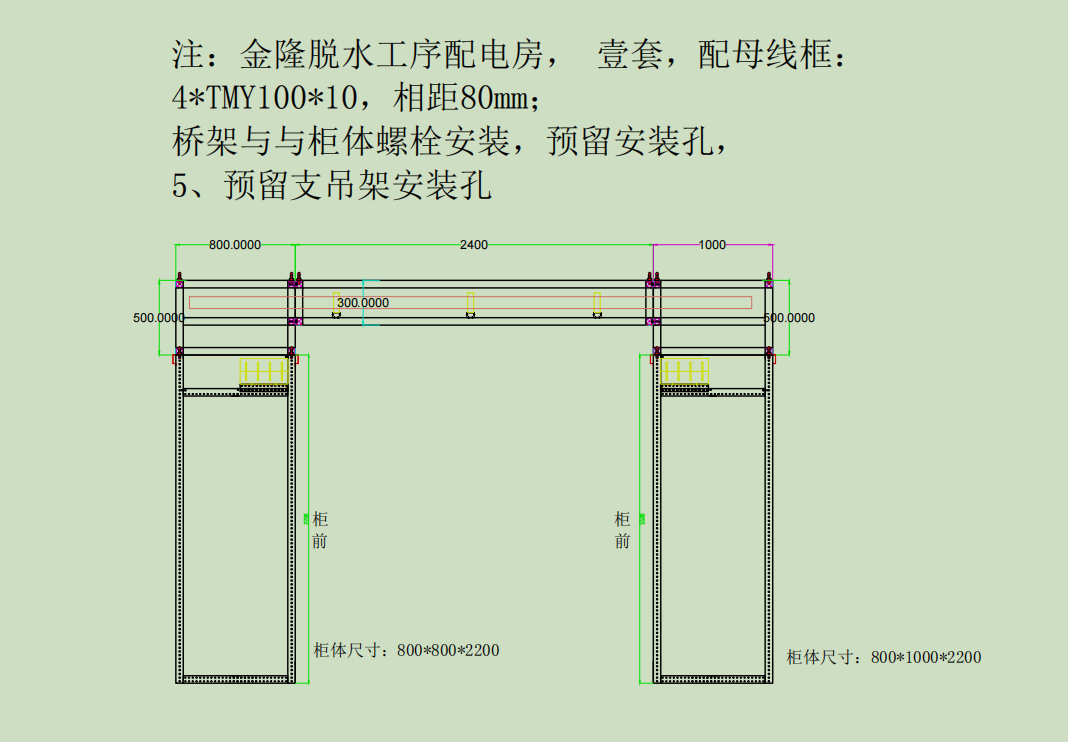 注：金隆脱水工序配电房， 壹套，配母线框：
4*TMY100*10，相距80mm；
桥架与与柜体螺栓安装，预留安装孔，
5、预留支吊架安装孔
800.0000 2400 1000
500.0000 300.0000 500.0000
柜前 柜前
柜体尺寸：800*800*2200
柜体尺寸：800*1000*2200